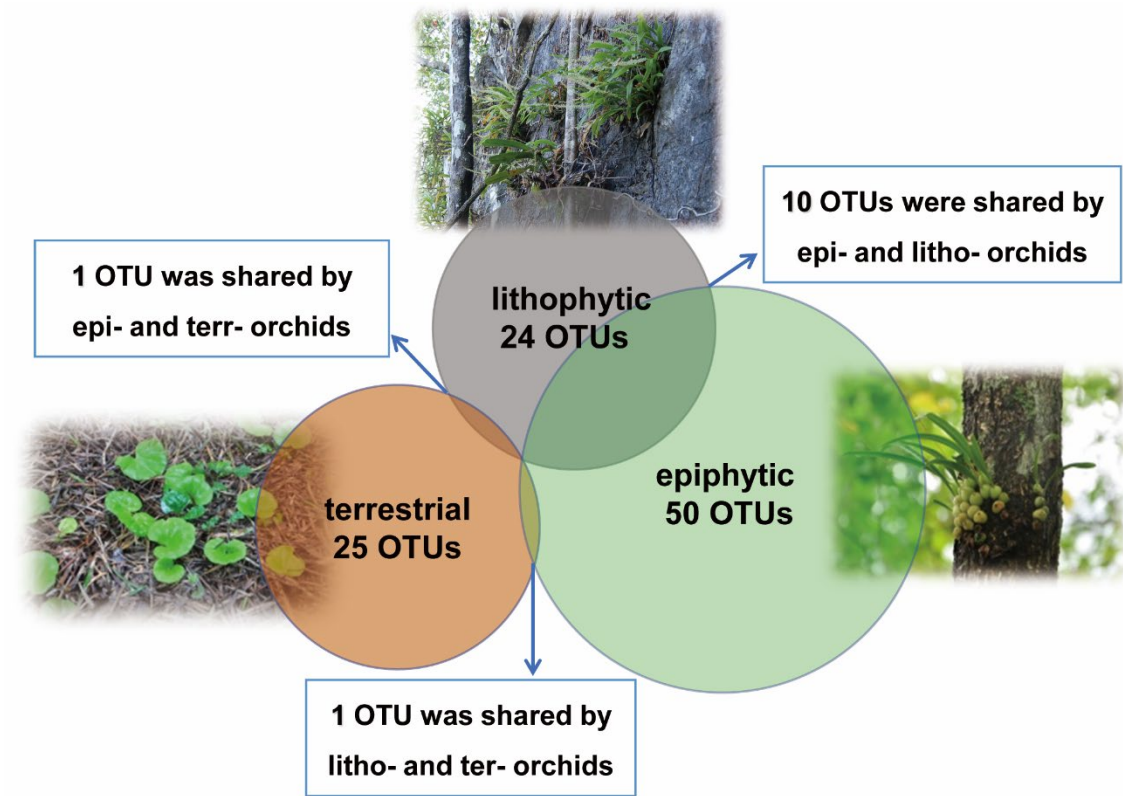 10 OTUs were shared by
epi- and litho- orchids
1 OTU was shared by
epi- and terr- orchids
lithophytic
24 OTUs
epiphytic
50 OTUs
terrestrial
25 OTUs
1 OTU was shared by
litho- and ter- orchids